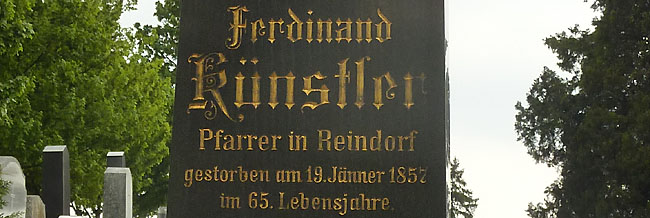 Ferdinand
Künstler
Pfarrer in Reindorf
gestorben am 19. Jänner 1857
im 65. Lebensjahre.